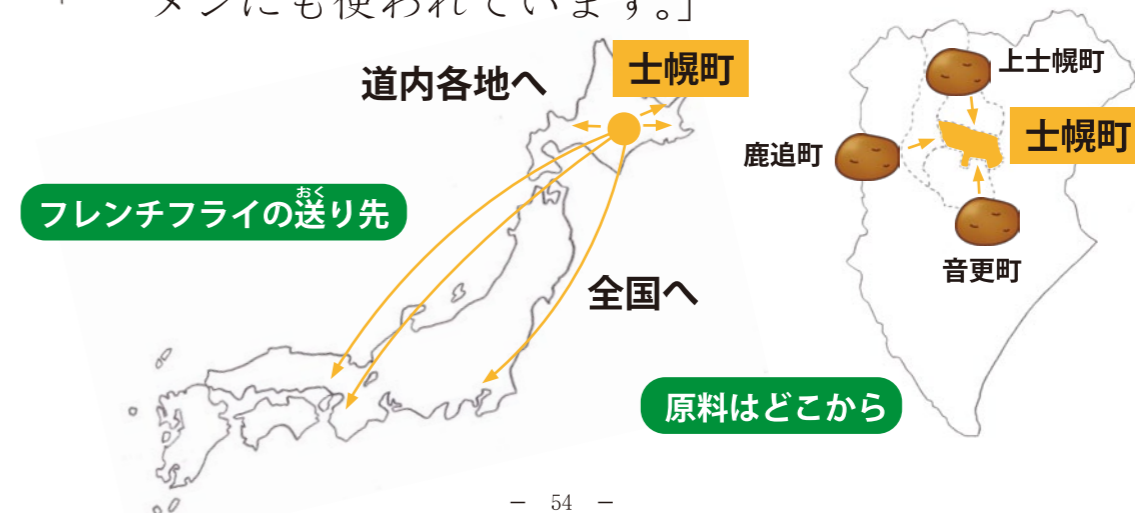 メンにも使われています。」
道内各地へ
士幌町
フレンチフライの送り先
おく
全国へ
上士幌町
鹿追町
士幌町
音更町
原料はどこから
− 54 −